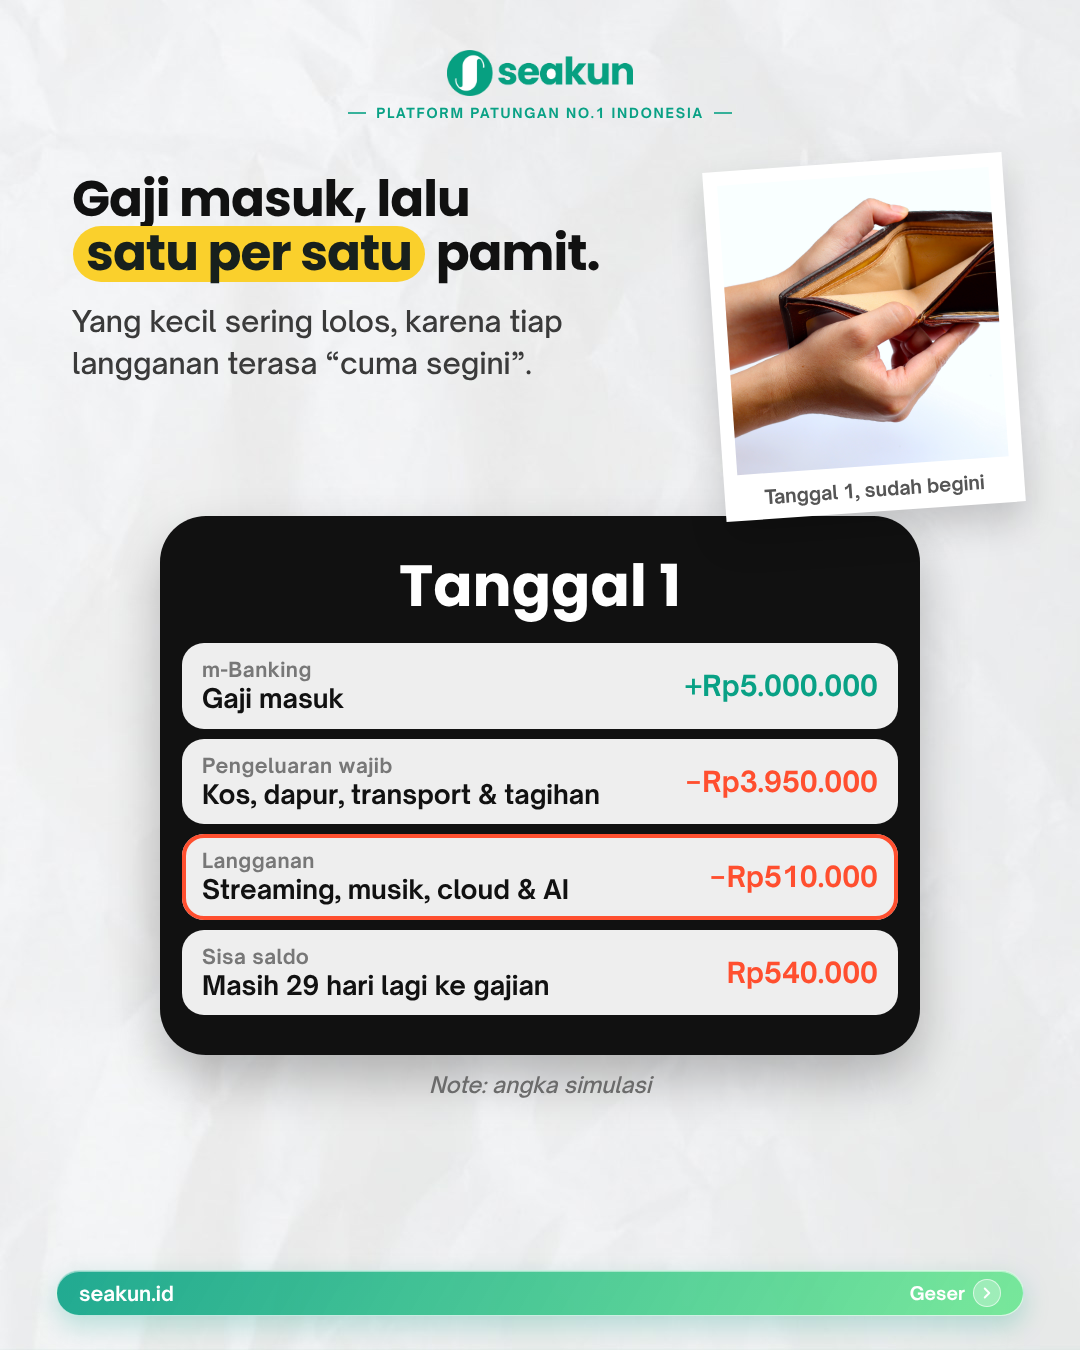 seakun
PLATFORM PATUNGAN NO.1 INDONESIA
Gaji masuk, lalu
satu per satu pamit.
Yang kecil sering lolos, karena tiap
langganan terasa “cuma segini”.
Tanggal 1, sudah begini
Tanggal 1
m-Banking
Gaji masuk
+Rp5.000.000
Pengeluaran wajib
Kos, dapur, transport & tagihan
−Rp3.950.000
Langganan
Streaming, musik, cloud & AI
−Rp510.000
Sisa saldo
Masih 29 hari lagi ke gajian
Rp540.000
Note: angka simulasi
seakun.id
Geser